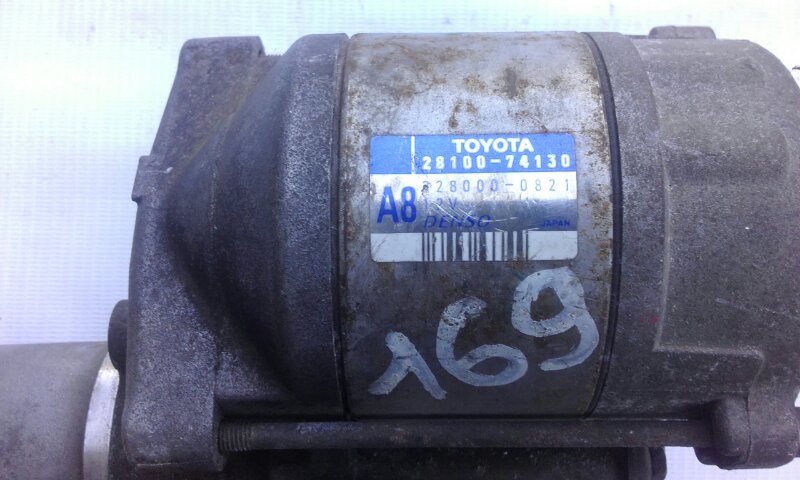 TOYOTA
28100-74130
A8 228000-0821
12V
DENSO JAPAN
169